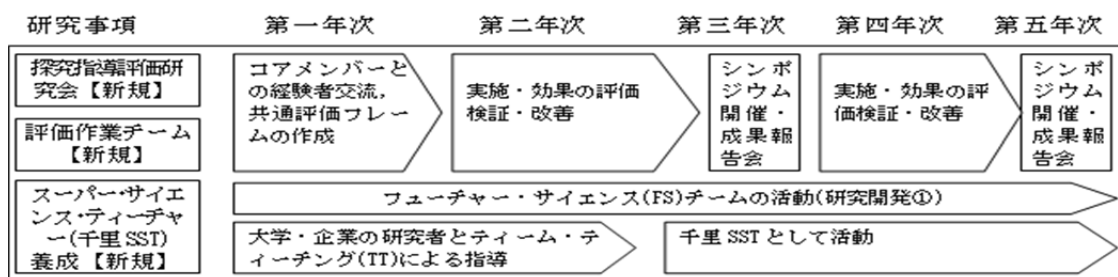 研究事項 第一年次 第二年次 第三年次 第四年次 第五年次
探究指導評価研
究会【新規】
評価作業チーム
【新規】
コアメンバーと
の経験者交流,
共通評価フレー
ムの作成
実施・効果の評価
検証・改善
シンポ
ジウム
開催・
成果報
告会
実施・効果の評
価検証・改善
シンポ
ジウム
開催・
成果報
告会
スーパー・サイエ
ンス・ティーチャ
ー(千里SST)
養成【新規】
フューチャー・サイエンス(FS)チームの活動(研究開発①)
大学・企業の研究者とティーム・テ
ィーチング(TT)による指導
千里SSTとして活動